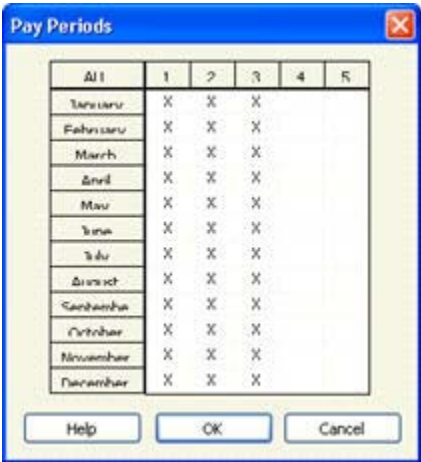 Pay Periods
All 1 2 3 4 5
January X X X
February X X X
March X X X
April X X X
May X X X
June X X X
July X X X
August X X X
Septembe X X X
October X X X
November X X X
December X X X
Help OK Cancel